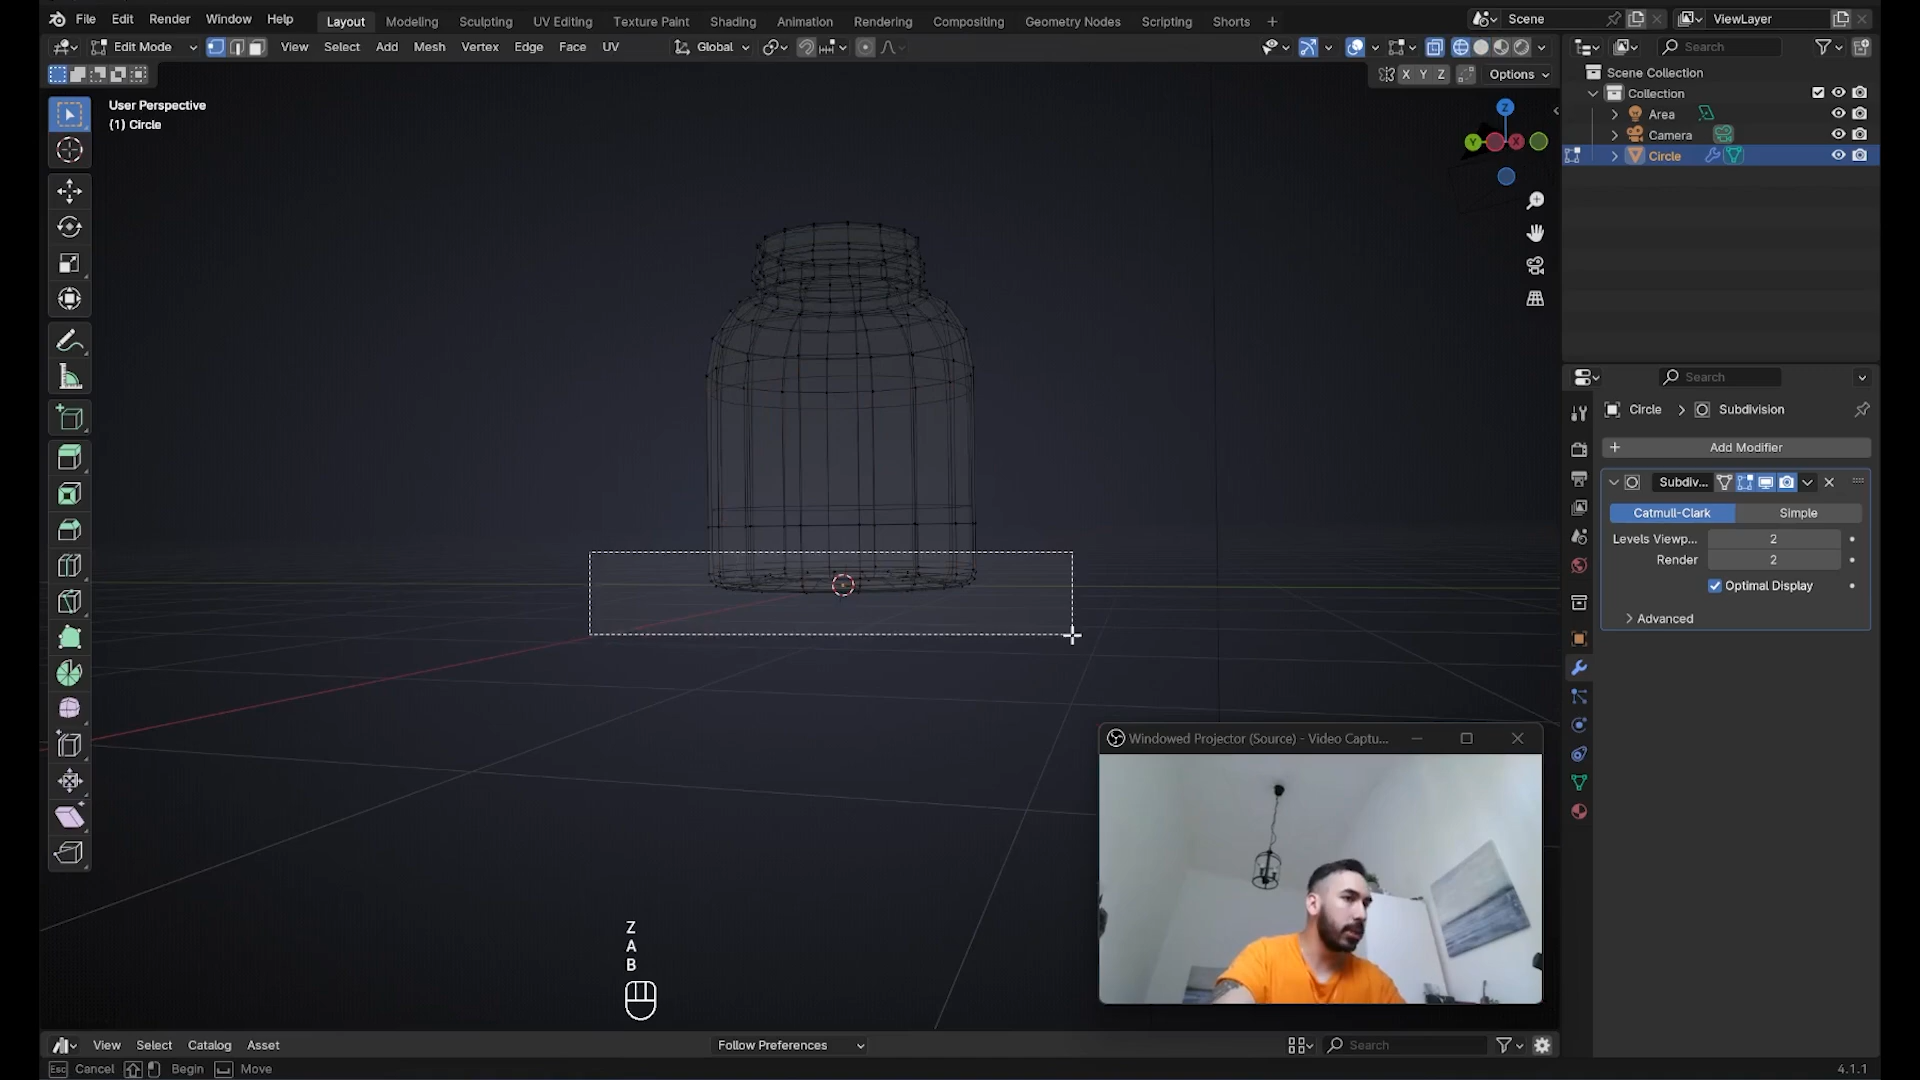 File Edit Render Window Help Layout Modeling Sculpting UV Editing Texture Paint Shading Animation Rendering Compositing Geometry Nodes Scripting Shorts + Scene ViewLayer
Edit Mode View Select Add Mesh Vertex Edge Face UV Global Search
X Y Z Options
Scene Collection
Collection
Area
Camera
Circle
User Perspective
(1) Circle
Z
Y
X
Search
Circle Subdivision
+ Add Modifier
Subdiv...
Catmull-Clark Simple
Levels Viewp... 2
Render 2
Optimal Display
Advanced
Windowed Projector (Source) - Video Captu...
Z
A
B
View Select Catalog Asset Follow Preferences Search
Esc Cancel Begin Move 4.1.1